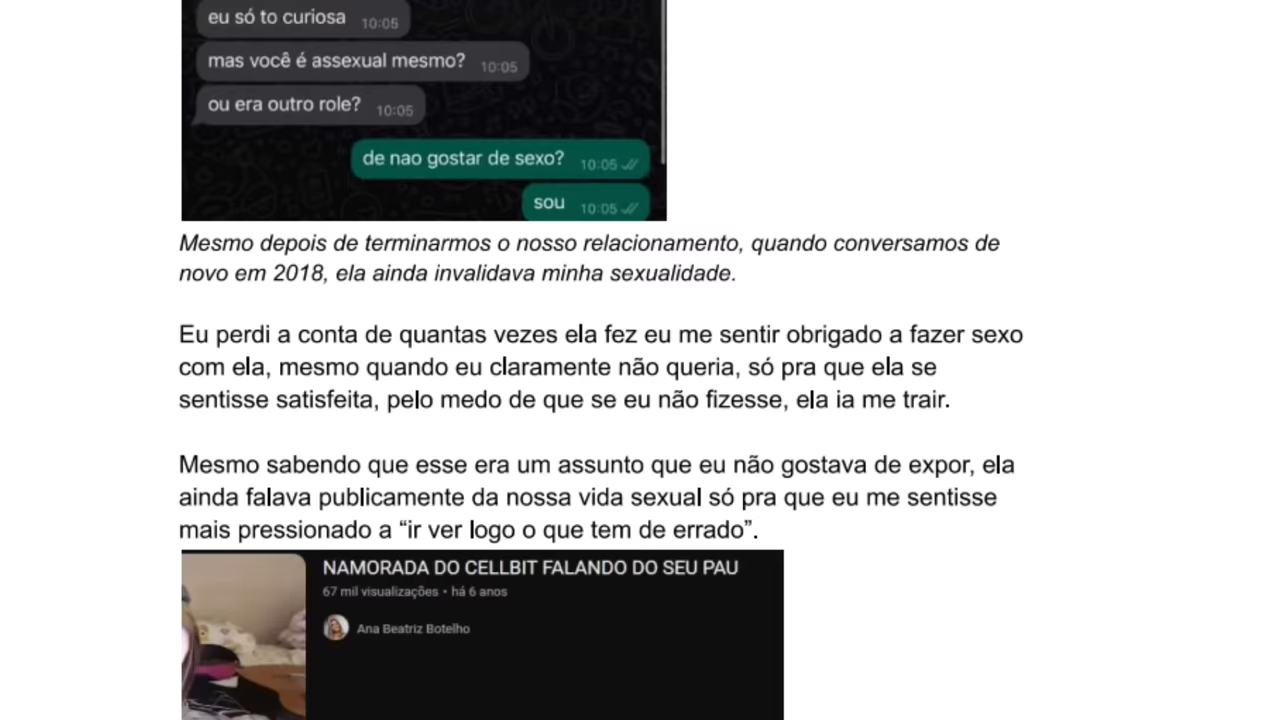 eu só to curiosa 10:05
mas você é assexual mesmo? 10:05
ou era outro role? 10:05
de nao gostar de sexo? 10:05
sou 10:05
Mesmo depois de terminarmos o nosso relacionamento, quando conversamos de
novo em 2018, ela ainda invalidava minha sexualidade.
Eu perdi a conta de quantas vezes ela fez eu me sentir obrigado a fazer sexo
com ela, mesmo quando eu claramente não queria, só pra que ela se
sentisse satisfeita, pelo medo de que se eu não fizesse, ela ia me trair.
Mesmo sabendo que esse era um assunto que eu não gostava de expor, ela
ainda falava publicamente da nossa vida sexual só pra que eu me sentisse
mais pressionado a “ir ver logo o que tem de errado”.
NAMORADA DO CELLBIT FALANDO DO SEU PAU
67 mil visualizações • há 6 anos
Ana Beatriz Botelho